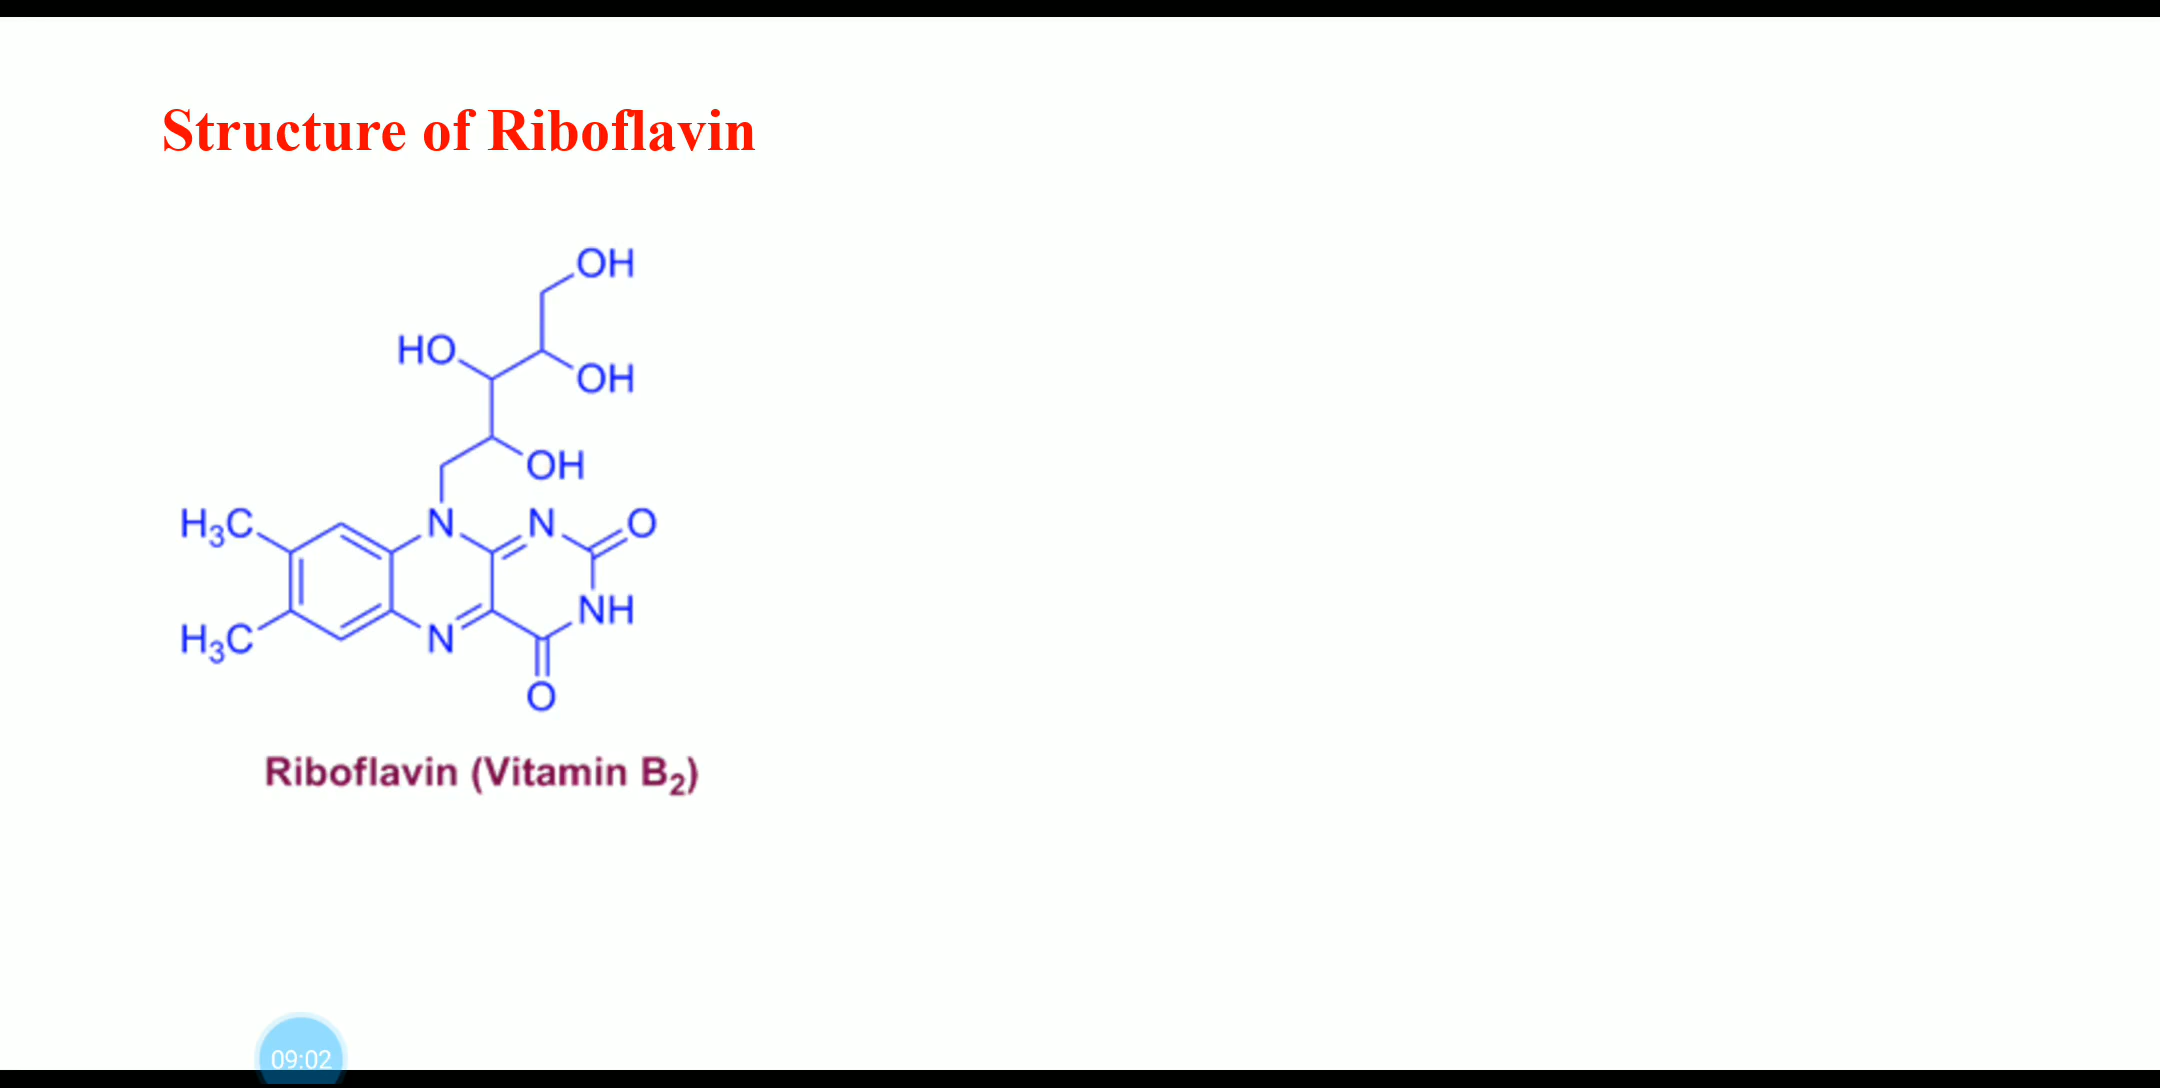 Structure of Riboflavin
OH
HO
OH
OH
H₃C
N
N
O
NH
H₃C
N
O
Riboflavin (Vitamin B₂)
09:02